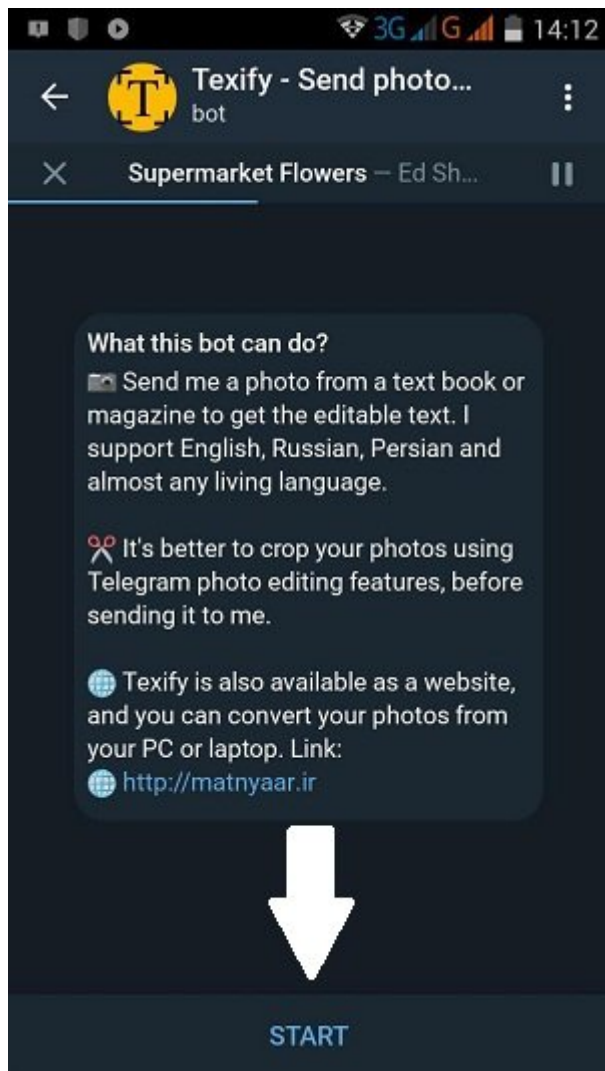 3G G 14:12
Texify - Send photo...
bot
Supermarket Flowers — Ed Sh...
What this bot can do?
📷 Send me a photo from a text book or
magazine to get the editable text. I
support English, Russian, Persian and
almost any living language.
✂️ It's better to crop your photos using
Telegram photo editing features, before
sending it to me.
🌐 Texify is also available as a website,
and you can convert your photos from
your PC or laptop. Link:
🌐 http://matnyaar.ir
START